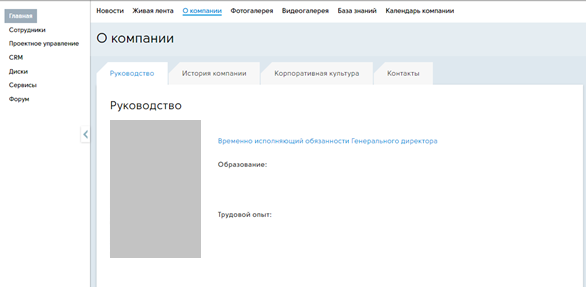 Главная
Сотрудники
Проектное управление
CRM
Диски
Сервисы
Форум
Новости Живая лента О компании Фотогалерея Видеогалерея База знаний Календарь компании
О компании
Руководство История компании Корпоративная культура Контакты
Руководство
Временно исполняющий обязанности Генерального директора
Образование:
Трудовой опыт: